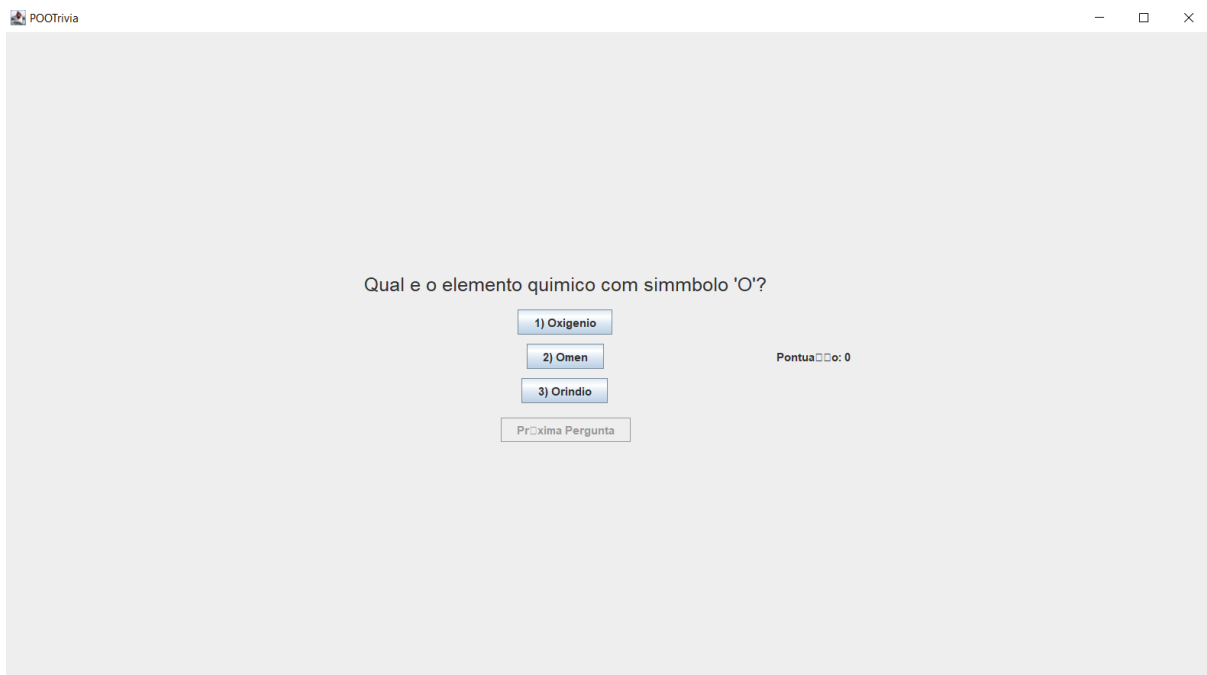 POOTrivia
Qual e o elemento quimico com simmbolo 'O'?
1) Oxigenio
2) Omen
Pontua□□o: 0
3) Orindio
Pr□xima Pergunta